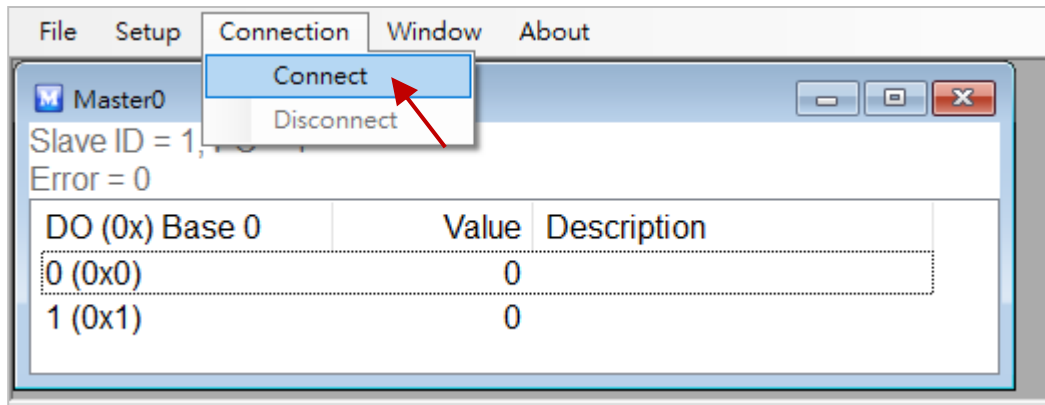 File Setup Connection Window About
Connect
Master0
Disconnect
Slave ID = 1,
Error = 0
DO (0x) Base 0 Value Description
0 (0x0) 0
1 (0x1) 0